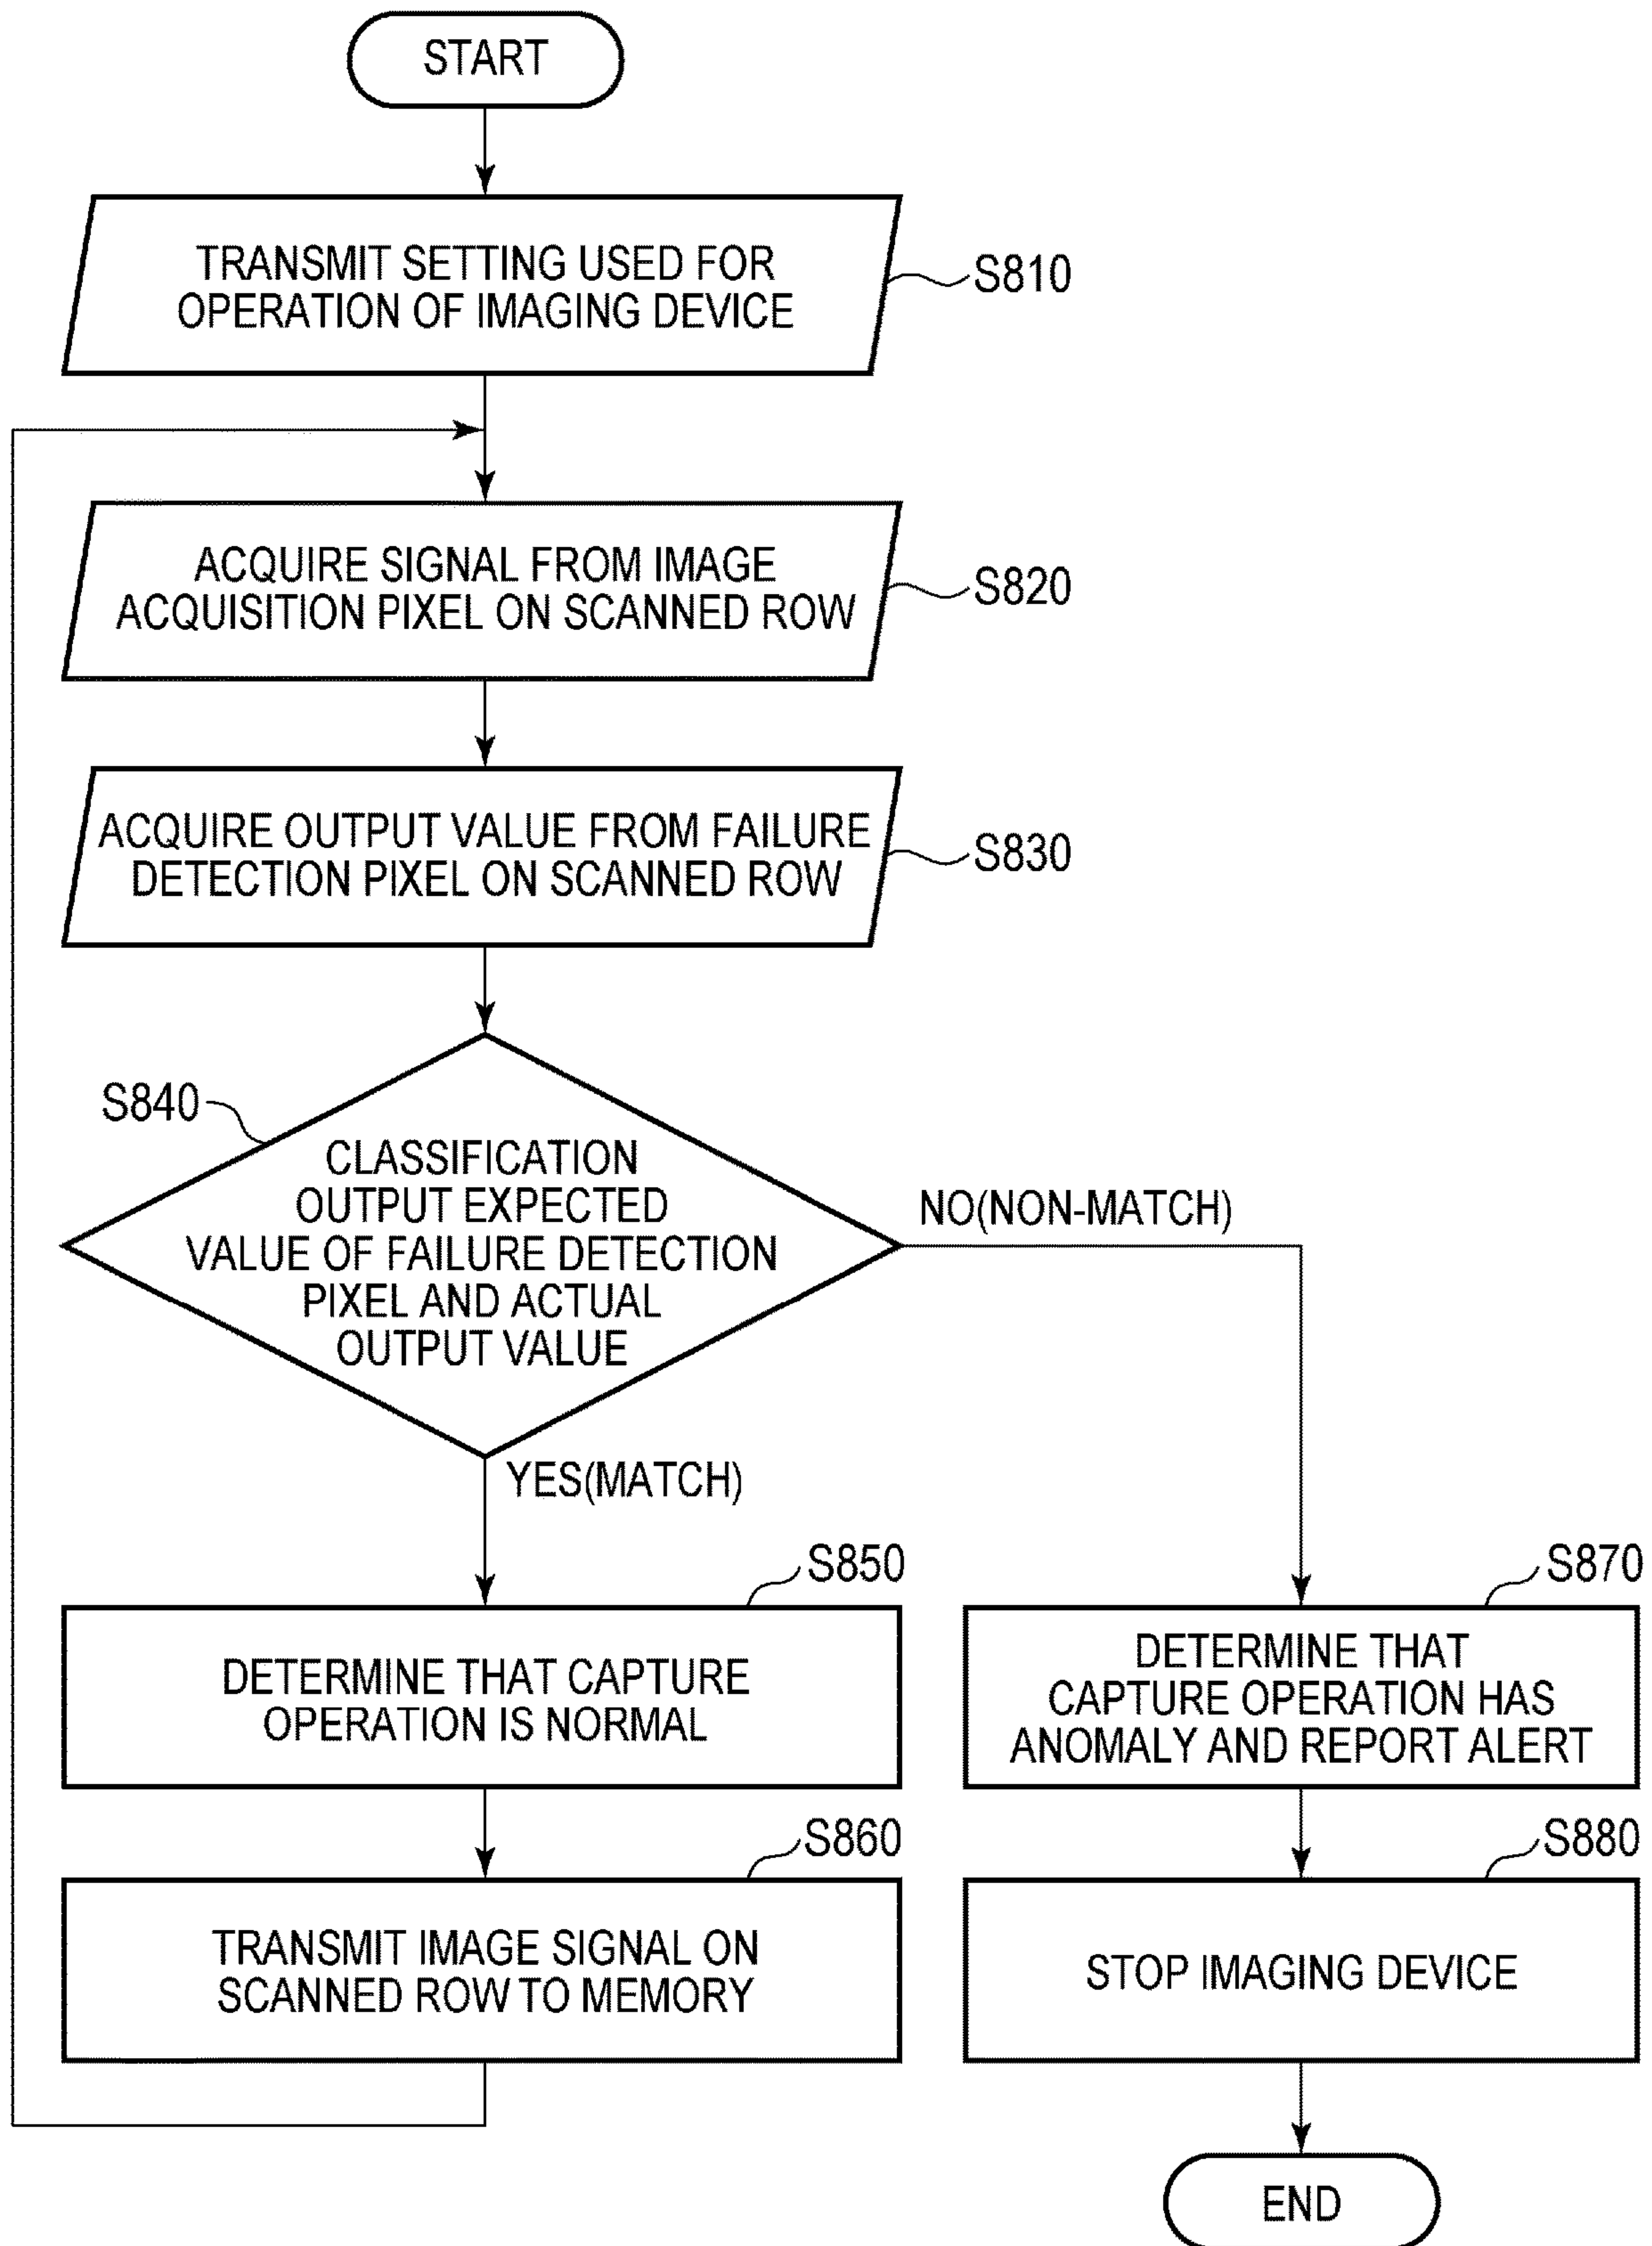 START
TRANSMIT SETTING USED FOR
OPERATION OF IMAGING DEVICE
S810
ACQUIRE SIGNAL FROM IMAGE
ACQUISITION PIXEL ON SCANNED ROW
S820
ACQUIRE OUTPUT VALUE FROM FAILURE
DETECTION PIXEL ON SCANNED ROW
S830
S840
CLASSIFICATION
OUTPUT EXPECTED
VALUE OF FAILURE DETECTION
PIXEL AND ACTUAL
OUTPUT VALUE
NO(NON-MATCH)
YES(MATCH)
S850
DETERMINE THAT CAPTURE
OPERATION IS NORMAL
S870
DETERMINE THAT
CAPTURE OPERATION HAS
ANOMALY AND REPORT ALERT
S860
TRANSMIT IMAGE SIGNAL ON
SCANNED ROW TO MEMORY
S880
STOP IMAGING DEVICE
END